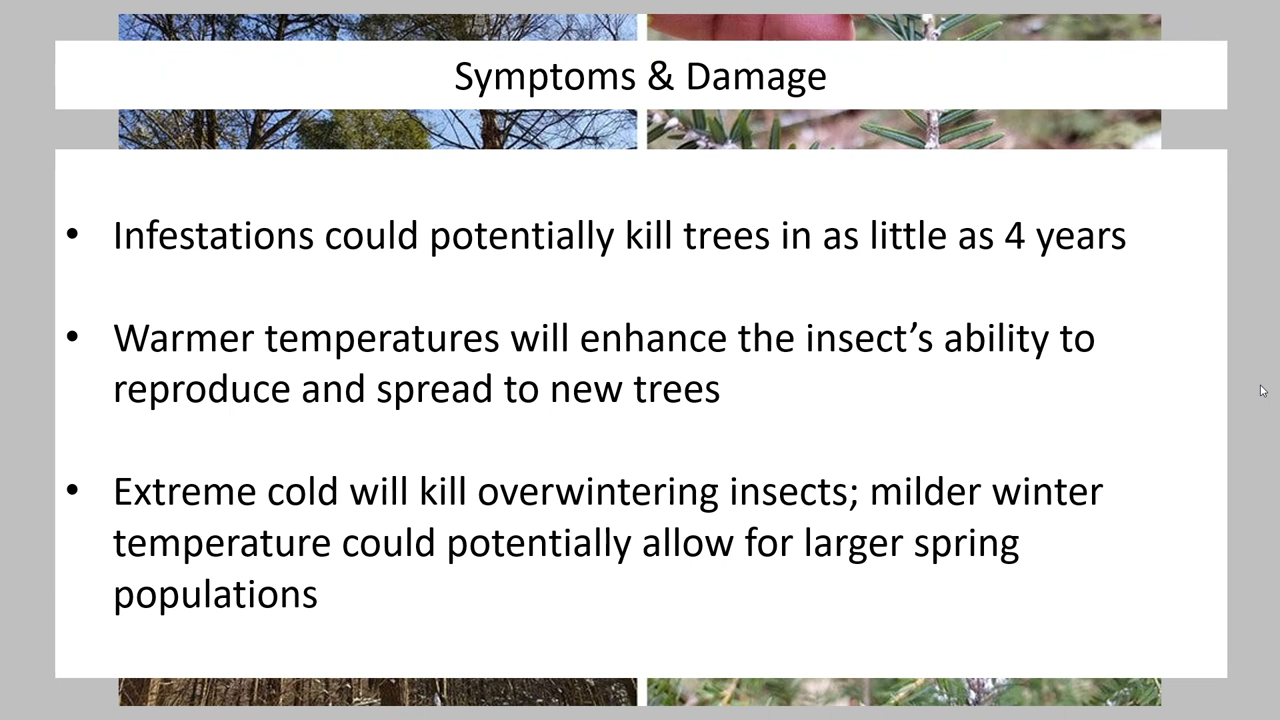 Symptoms & Damage
• Infestations could potentially kill trees in as little as 4 years
• Warmer temperatures will enhance the insect’s ability to
reproduce and spread to new trees
• Extreme cold will kill overwintering insects; milder winter
temperature could potentially allow for larger spring
populations